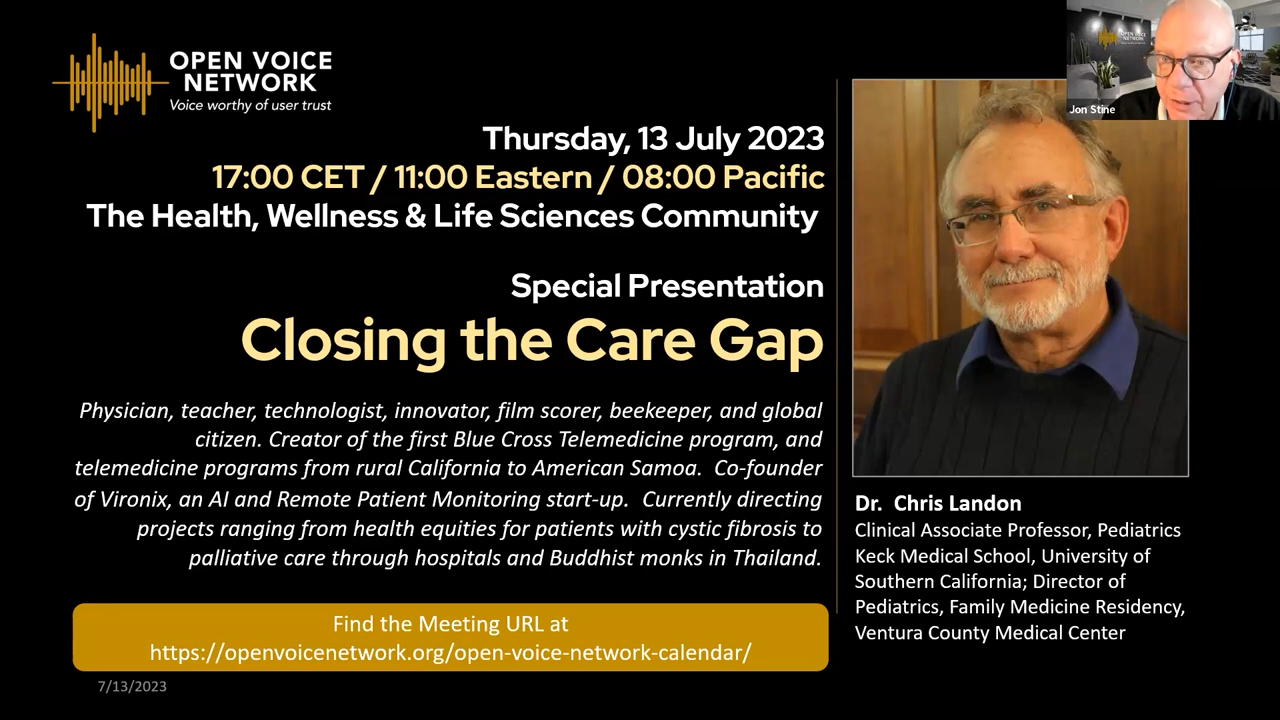 OPEN VOICE
NETWORK
Voice worthy of user trust
Thursday, 13 July 2023
17:00 CET / 11:00 Eastern / 08:00 Pacific
The Health, Wellness & Life Sciences Community
Special Presentation
Closing the Care Gap
Physician, teacher, technologist, innovator, film scorer, beekeeper, and global
citizen. Creator of the first Blue Cross Telemedicine program, and
telemedicine programs from rural California to American Samoa. Co-founder
of Vironix, an AI and Remote Patient Monitoring start-up. Currently directing
projects ranging from health equities for patients with cystic fibrosis to
palliative care through hospitals and Buddhist monks in Thailand.
Find the Meeting URL at
https://openvoicenetwork.org/open-voice-network-calendar/
7/13/2023
Jon Stine
Dr. Chris Landon
Clinical Associate Professor, Pediatrics
Keck Medical School, University of
Southern California; Director of
Pediatrics, Family Medicine Residency,
Ventura County Medical Center